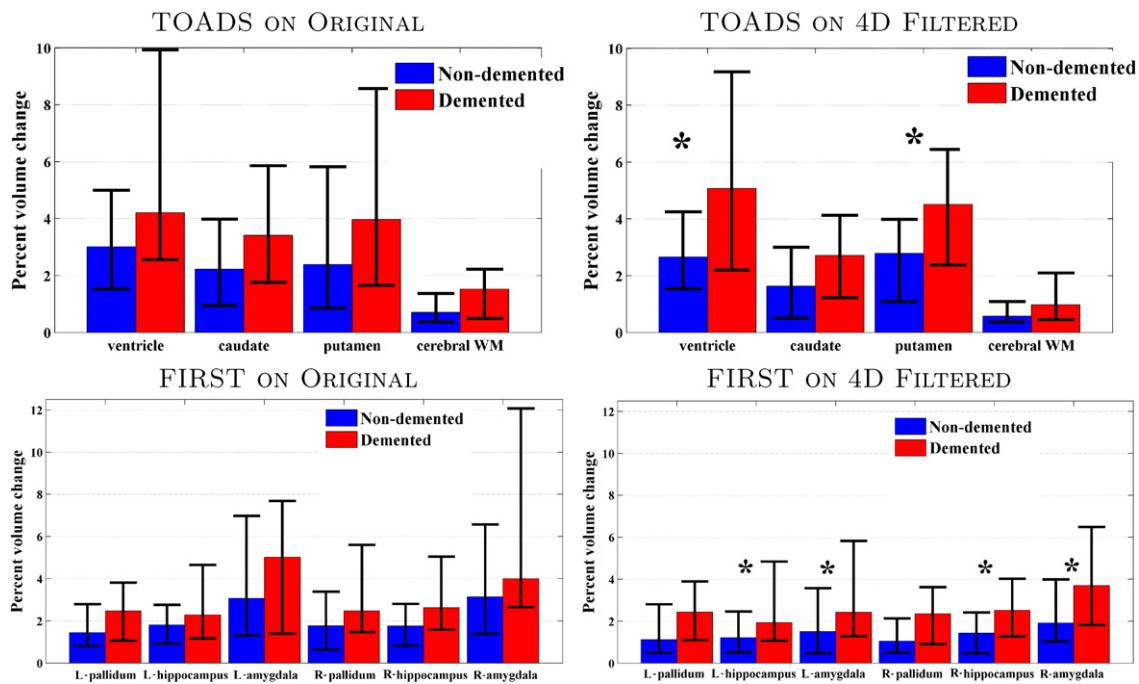 TOADS ON ORIGINAL
Percent volume change
10
8
6
4
2
0
Non-demented
Demented
ventricle caudate putamen cerebral WM
TOADS ON 4D FILTERED
Percent volume change
10
8
6
4
2
0
Non-demented
Demented
* *
ventricle caudate putamen cerebral WM
FIRST ON ORIGINAL
Percent volume change
12
10
8
6
4
2
0
Non-demented
Demented
L-pallidum L-hippocampus L-amygdala R-pallidum R-hippocampus R-amygdala
FIRST ON 4D FILTERED
Percent volume change
12
10
8
6
4
2
0
Non-demented
Demented
* * * *
L-pallidum L-hippocampus L-amygdala R-pallidum R-hippocampus R-amygdala